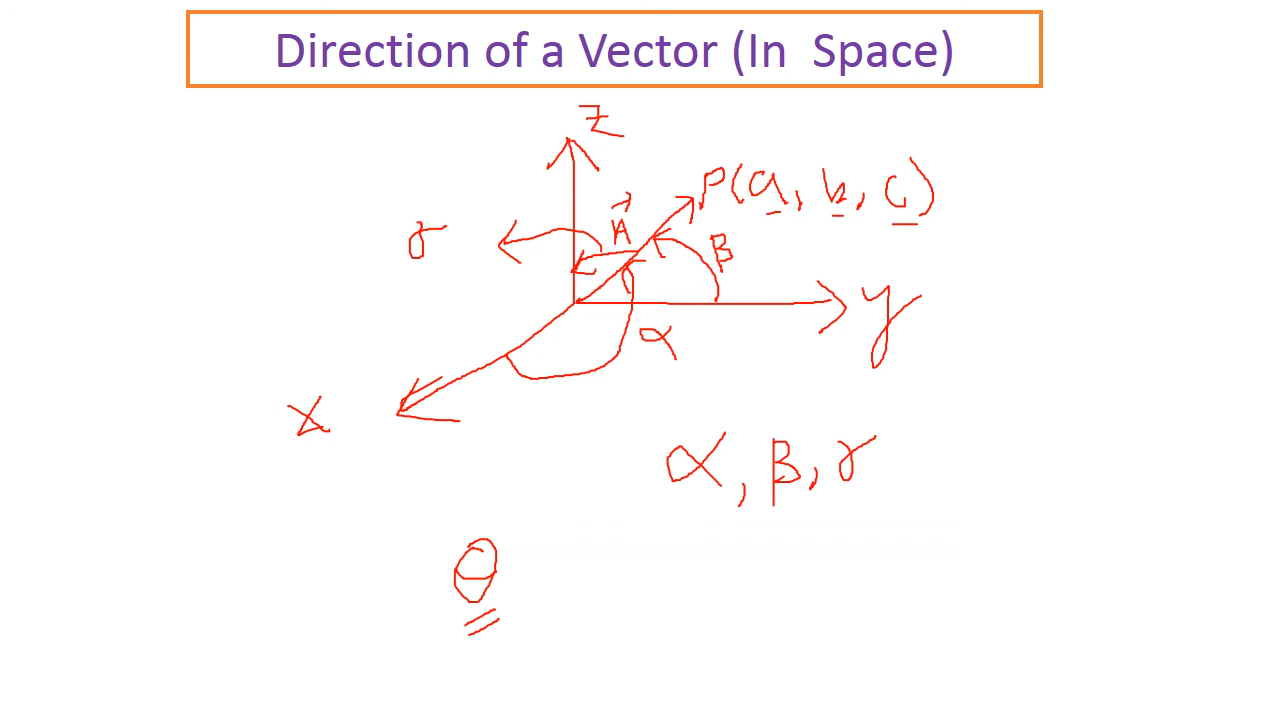 Direction of a Vector (In Space)
z
P(a, b, c)
γ
A⃗
β
y
α
x
α, β, γ
θ